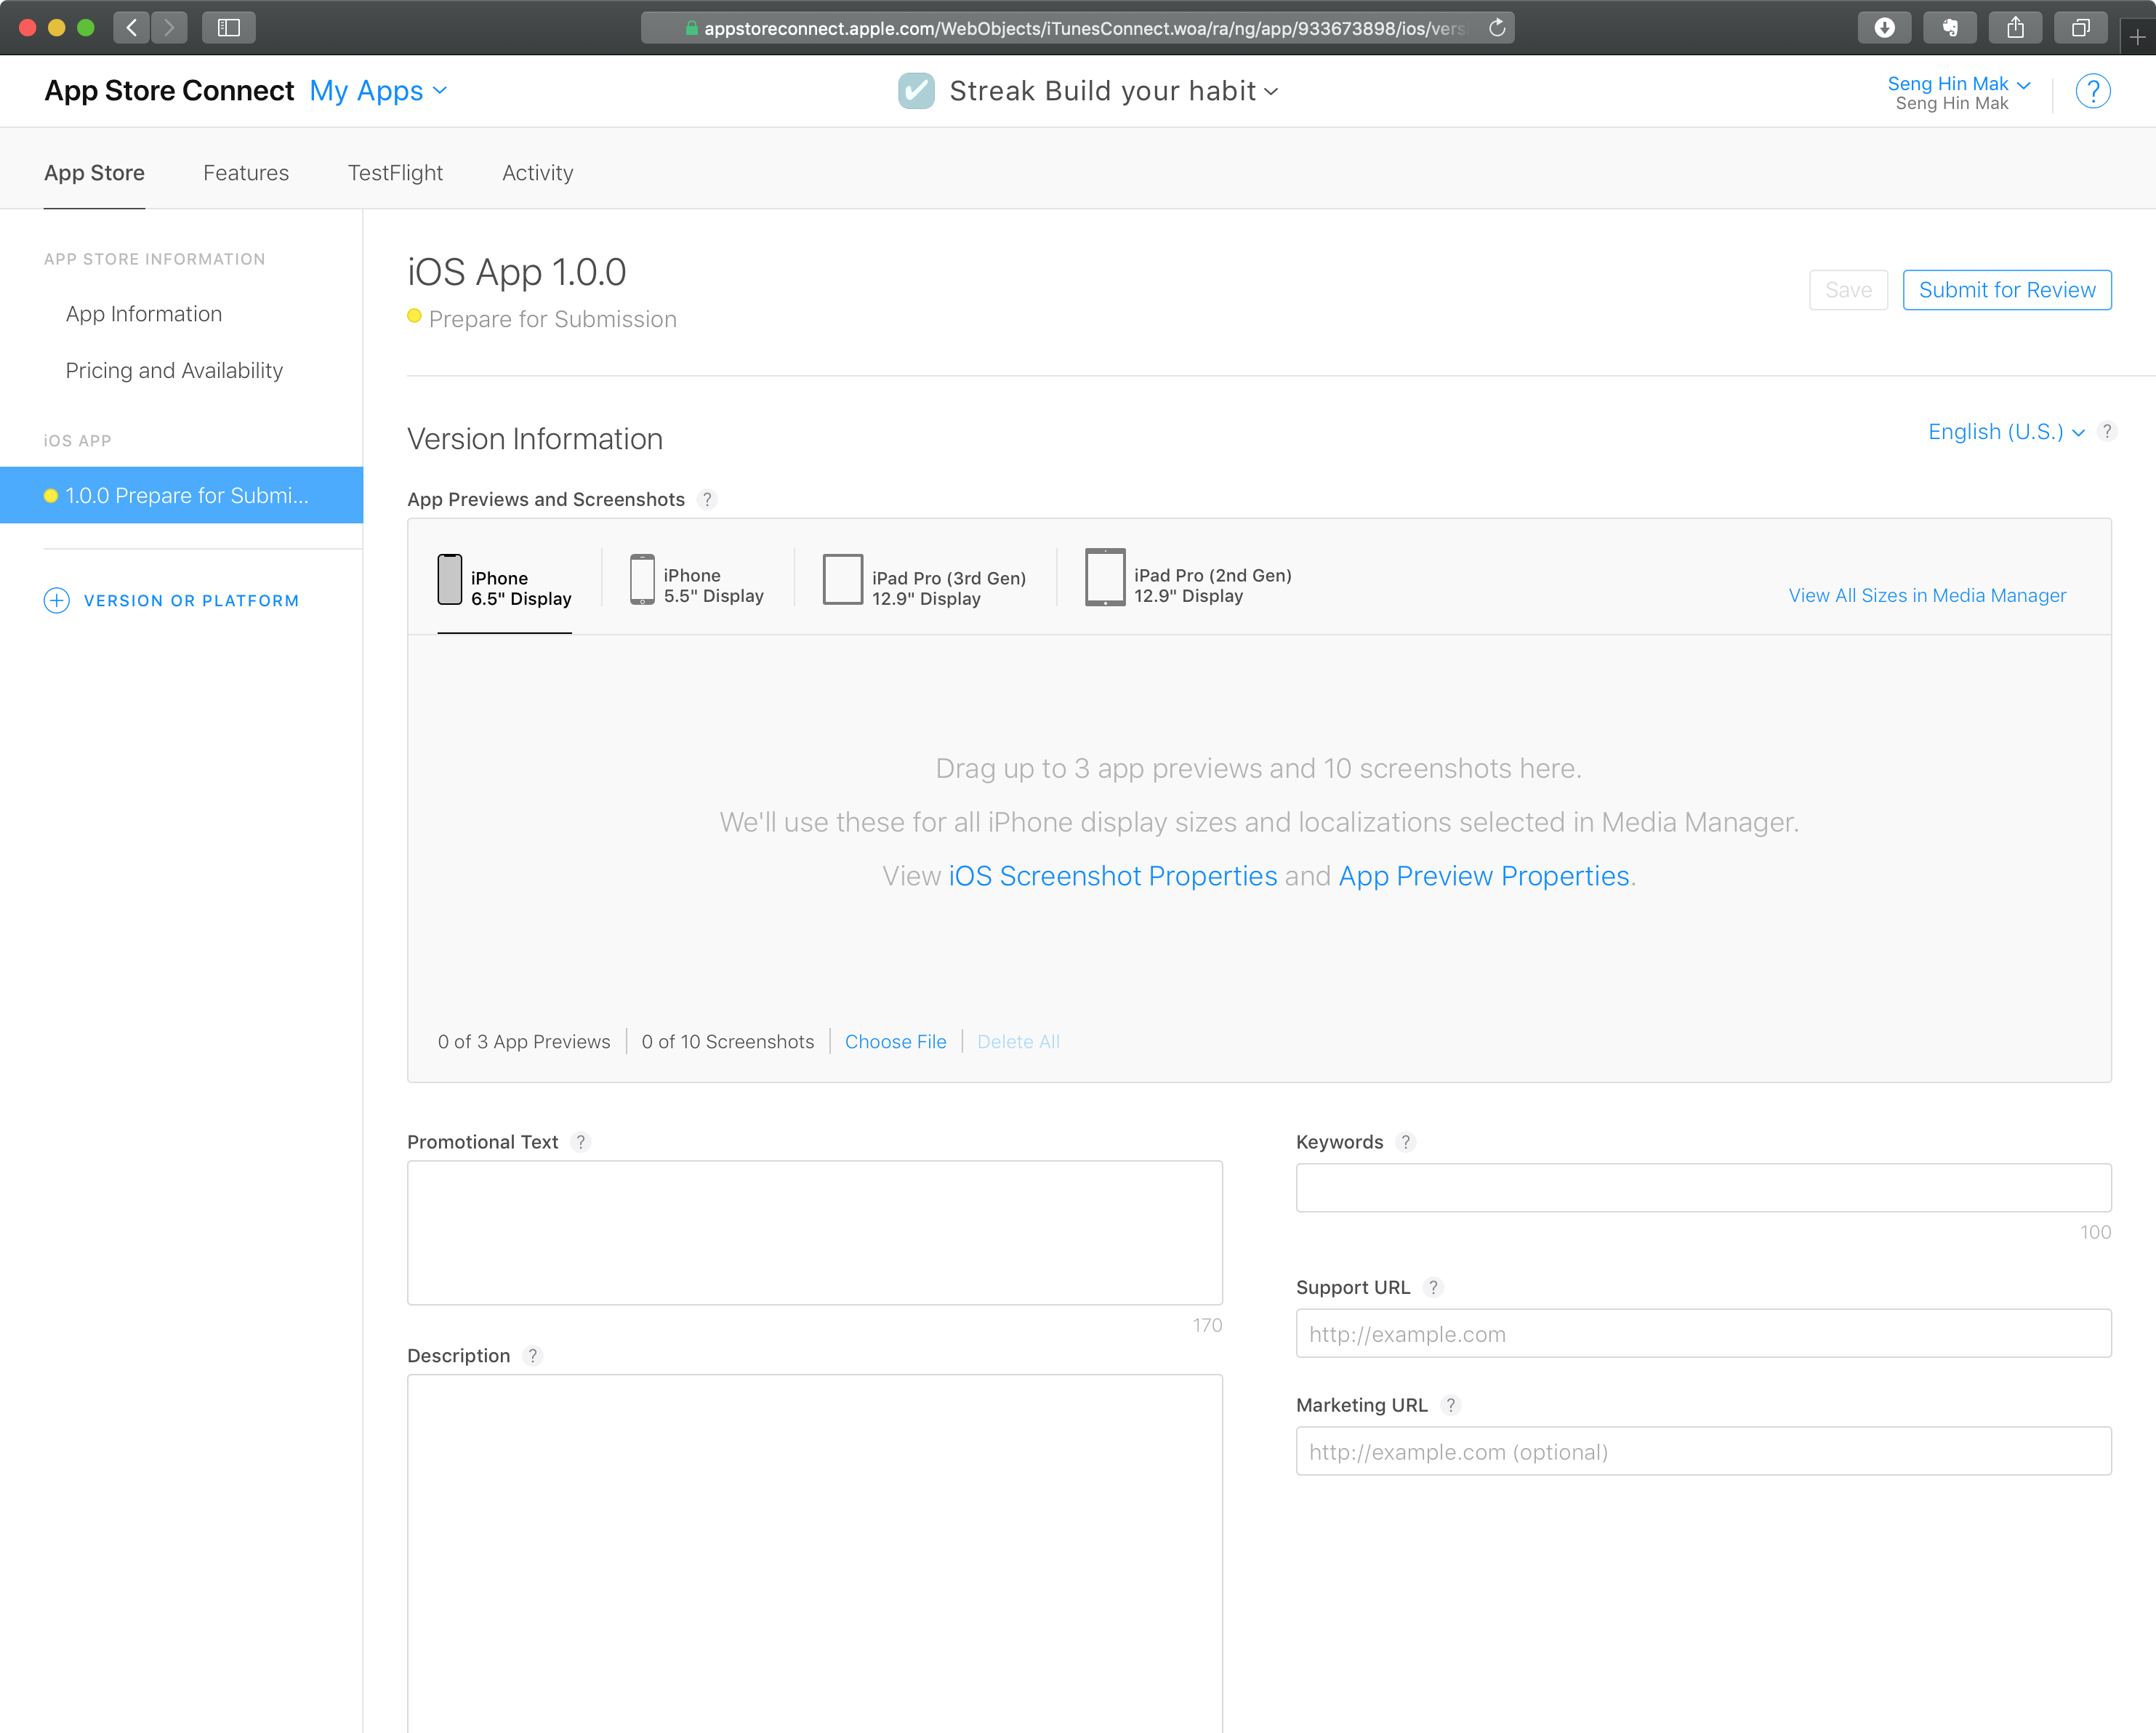 appstoreconnect.apple.com/WebObjects/iTunesConnect.woa/ra/ng/app/933673898/ios/vers
App Store Connect My Apps
Streak Build your habit
Seng Hin Mak
Seng Hin Mak
?
App Store Features TestFlight Activity
APP STORE INFORMATION
App Information
Pricing and Availability
iOS APP
1.0.0 Prepare for Submi...
VERSION OR PLATFORM
iOS App 1.0.0
Prepare for Submission
Save Submit for Review
Version Information
English (U.S.) ?
App Previews and Screenshots ?
iPhone
6.5" Display
iPhone
5.5" Display
iPad Pro (3rd Gen)
12.9" Display
iPad Pro (2nd Gen)
12.9" Display
View All Sizes in Media Manager
Drag up to 3 app previews and 10 screenshots here.
We'll use these for all iPhone display sizes and localizations selected in Media Manager.
View iOS Screenshot Properties and App Preview Properties.
0 of 3 App Previews 0 of 10 Screenshots Choose File Delete All
Promotional Text ?
170
Description ?
Keywords ?
100
Support URL ?
http://example.com
Marketing URL ?
http://example.com (optional)